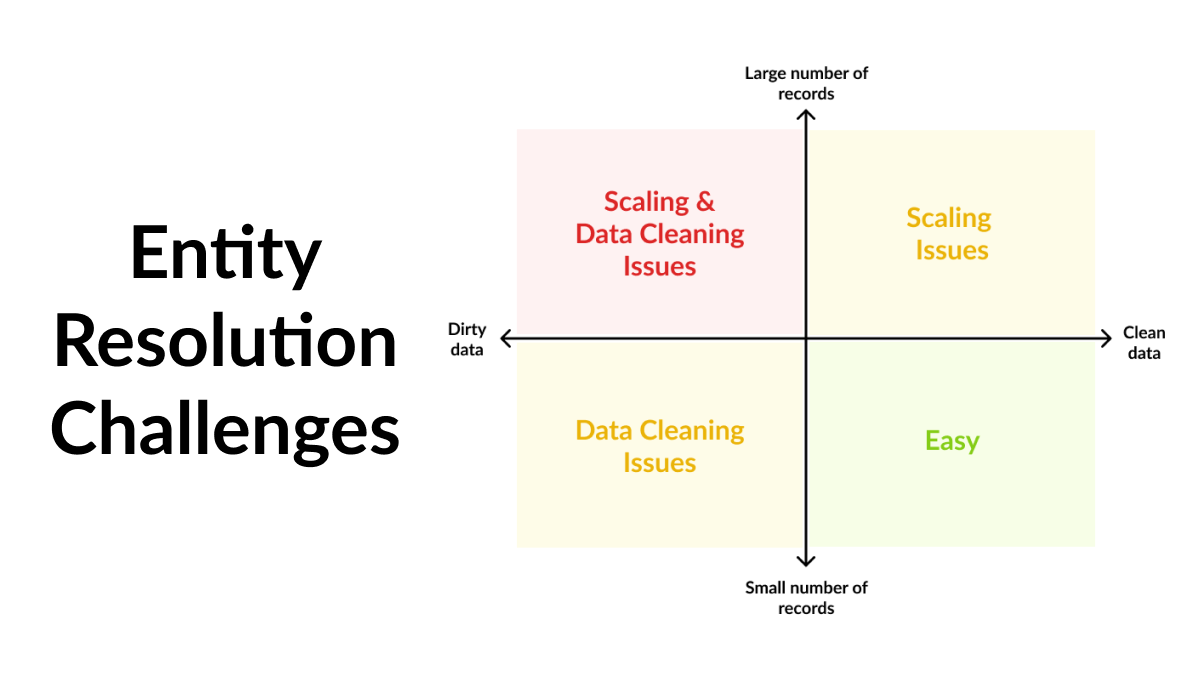 Entity
Resolution
Challenges
Large number of
records
Scaling &
Data Cleaning
Issues
Scaling
Issues
Dirty
data
Clean
data
Data Cleaning
Issues
Easy
Small number of
records